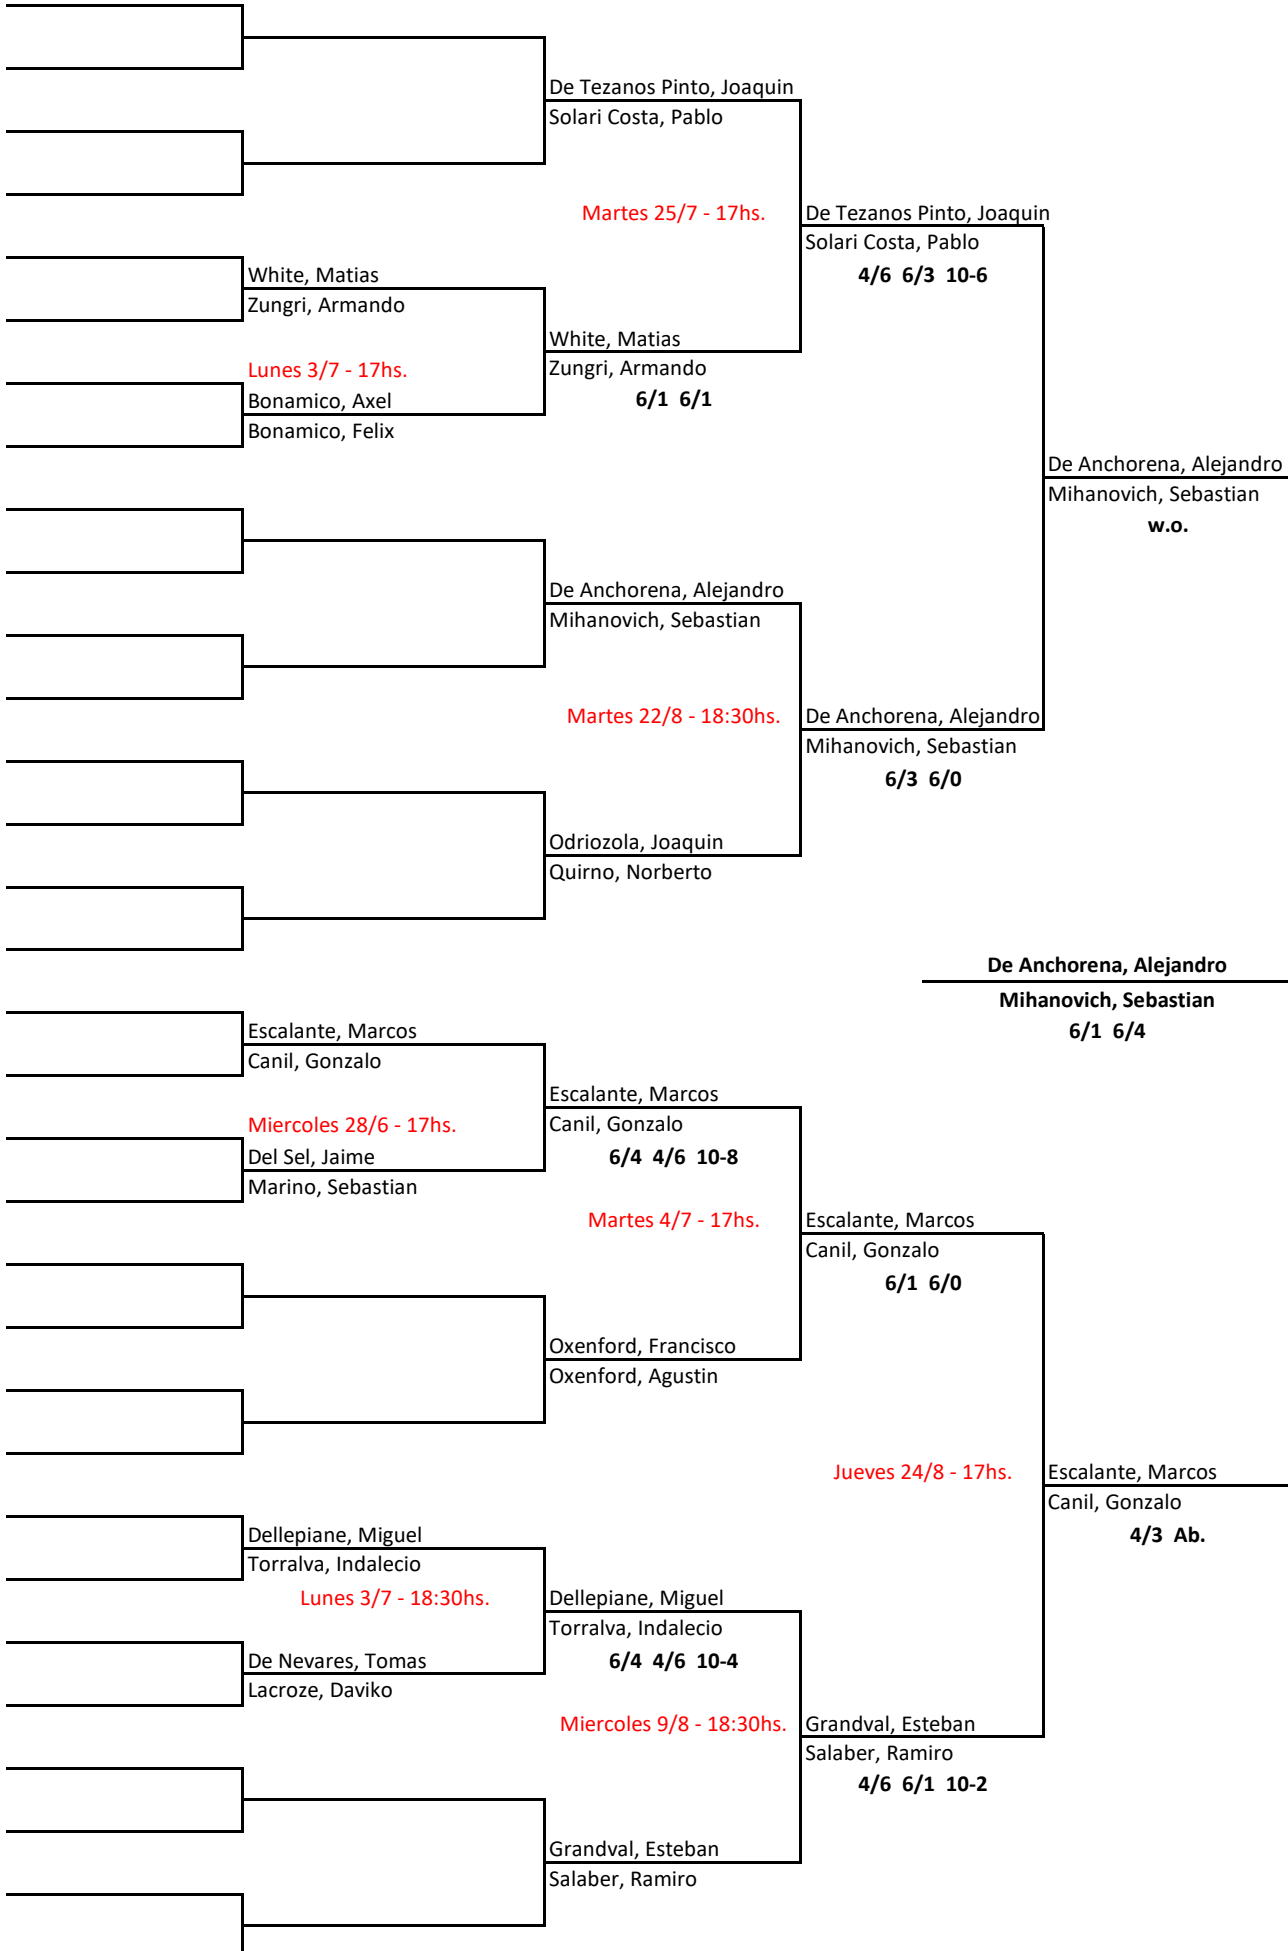 De Tezanos Pinto, Joaquin
Solari Costa, Pablo
Martes 25/7 - 17hs.
De Tezanos Pinto, Joaquin
Solari Costa, Pablo
4/6 6/3 10-6
White, Matias
Zungri, Armando
White, Matias
Zungri, Armando
6/1 6/1
Lunes 3/7 - 17hs.
Bonamico, Axel
Bonamico, Felix
De Anchorena, Alejandro
Mihanovich, Sebastian
w.o.
De Anchorena, Alejandro
Mihanovich, Sebastian
Martes 22/8 - 18:30hs.
De Anchorena, Alejandro
Mihanovich, Sebastian
6/3 6/0
Odriozola, Joaquin
Quirno, Norberto
De Anchorena, Alejandro
Mihanovich, Sebastian
6/1 6/4
Escalante, Marcos
Canil, Gonzalo
Escalante, Marcos
Canil, Gonzalo
6/4 4/6 10-8
Miercoles 28/6 - 17hs.
Del Sel, Jaime
Marino, Sebastian
Martes 4/7 - 17hs.
Escalante, Marcos
Canil, Gonzalo
6/1 6/0
Oxenford, Francisco
Oxenford, Agustin
Jueves 24/8 - 17hs.
Escalante, Marcos
Canil, Gonzalo
4/3 Ab.
Dellepiane, Miguel
Torralva, Indalecio
Lunes 3/7 - 18:30hs.
Dellepiane, Miguel
Torralva, Indalecio
6/4 4/6 10-4
De Nevares, Tomas
Lacroze, Daviko
Miercoles 9/8 - 18:30hs.
Grandval, Esteban
Salaber, Ramiro
4/6 6/1 10-2
Grandval, Esteban
Salaber, Ramiro